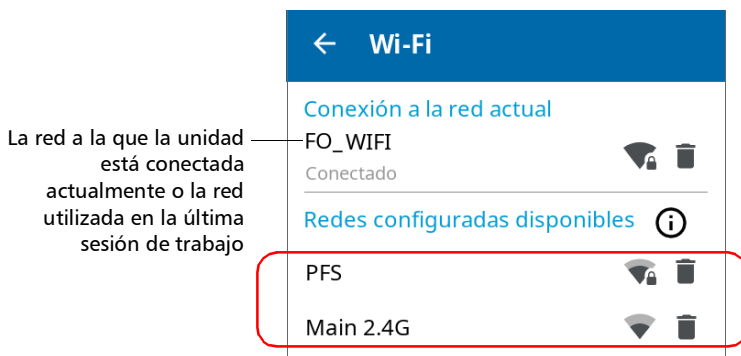 Wi-Fi
Conexión a la red actual
La red a la que la unidad
está conectada
actualmente o la red
utilizada en la última
sesión de trabajo
FO_WIFI
Conectado
Redes configuradas disponibles
PFS
Main 2.4G